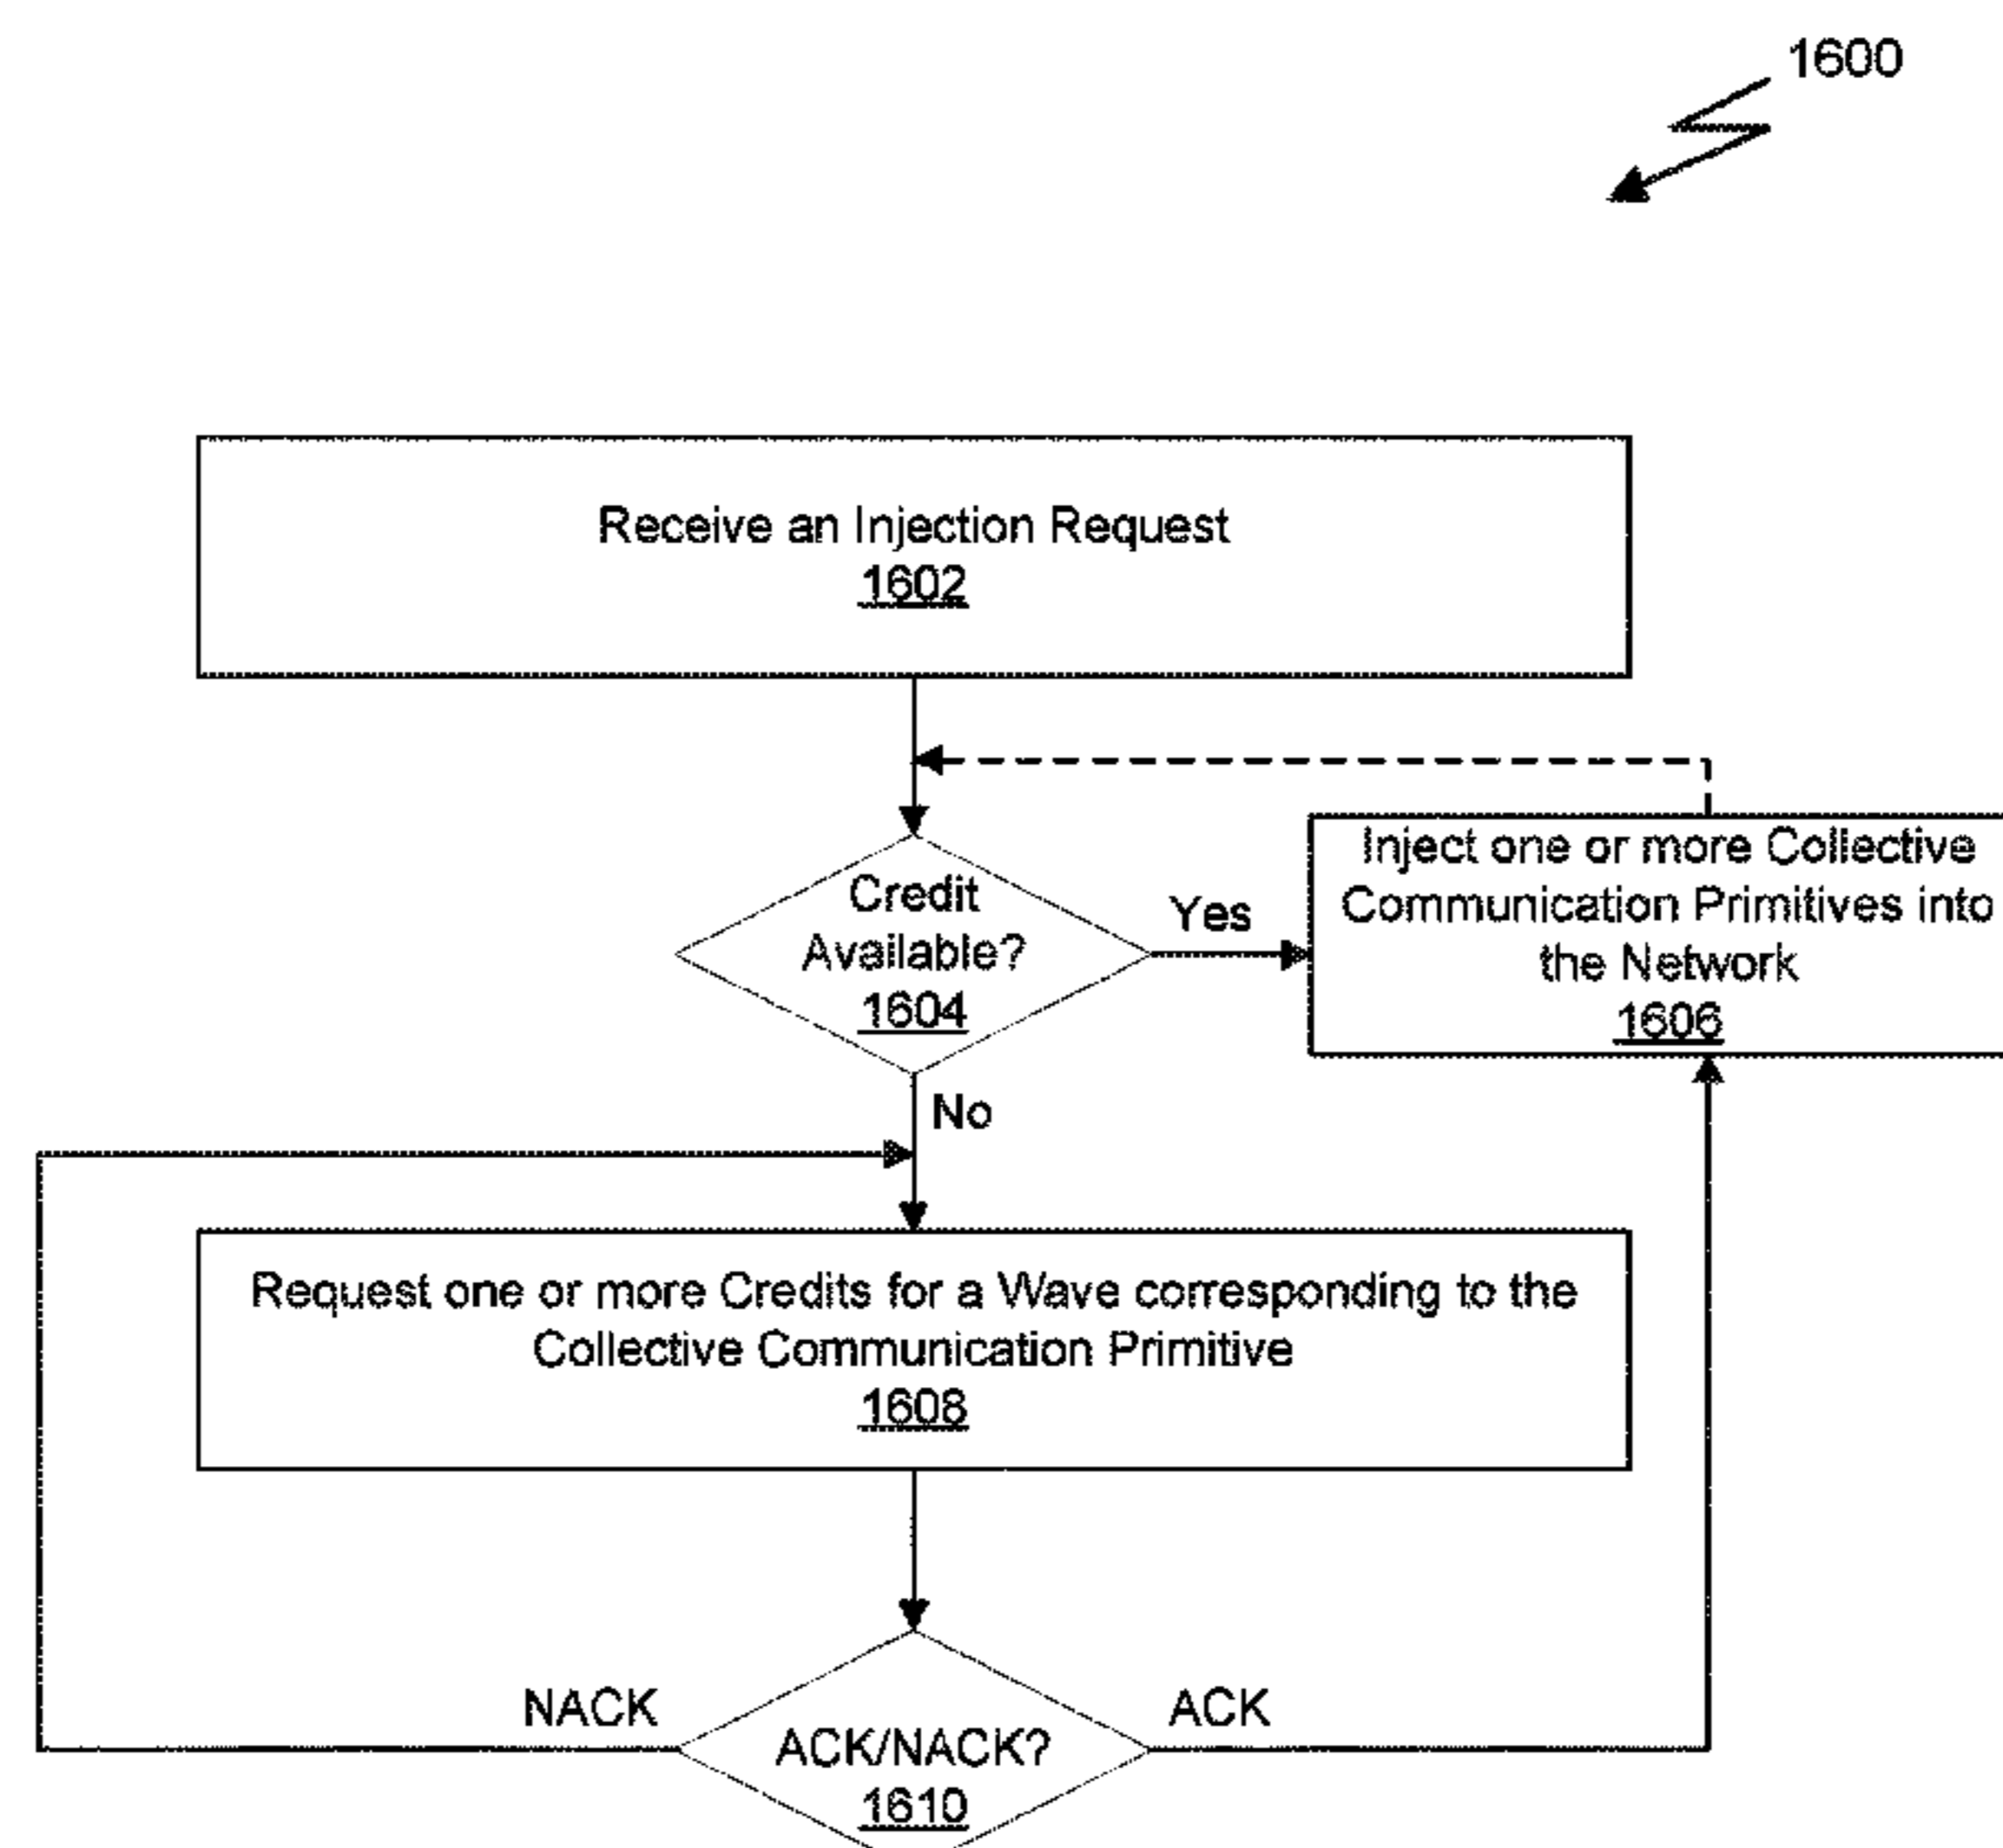 1600
Receive an Injection Request
1602
Credit
Available?
1604
Yes
Inject one or more Collective
Communication Primitives into
the Network
1606
No
Request one or more Credits for a Wave corresponding to the
Collective Communication Primitive
1608
NACK
ACK/NACK?
1610
ACK